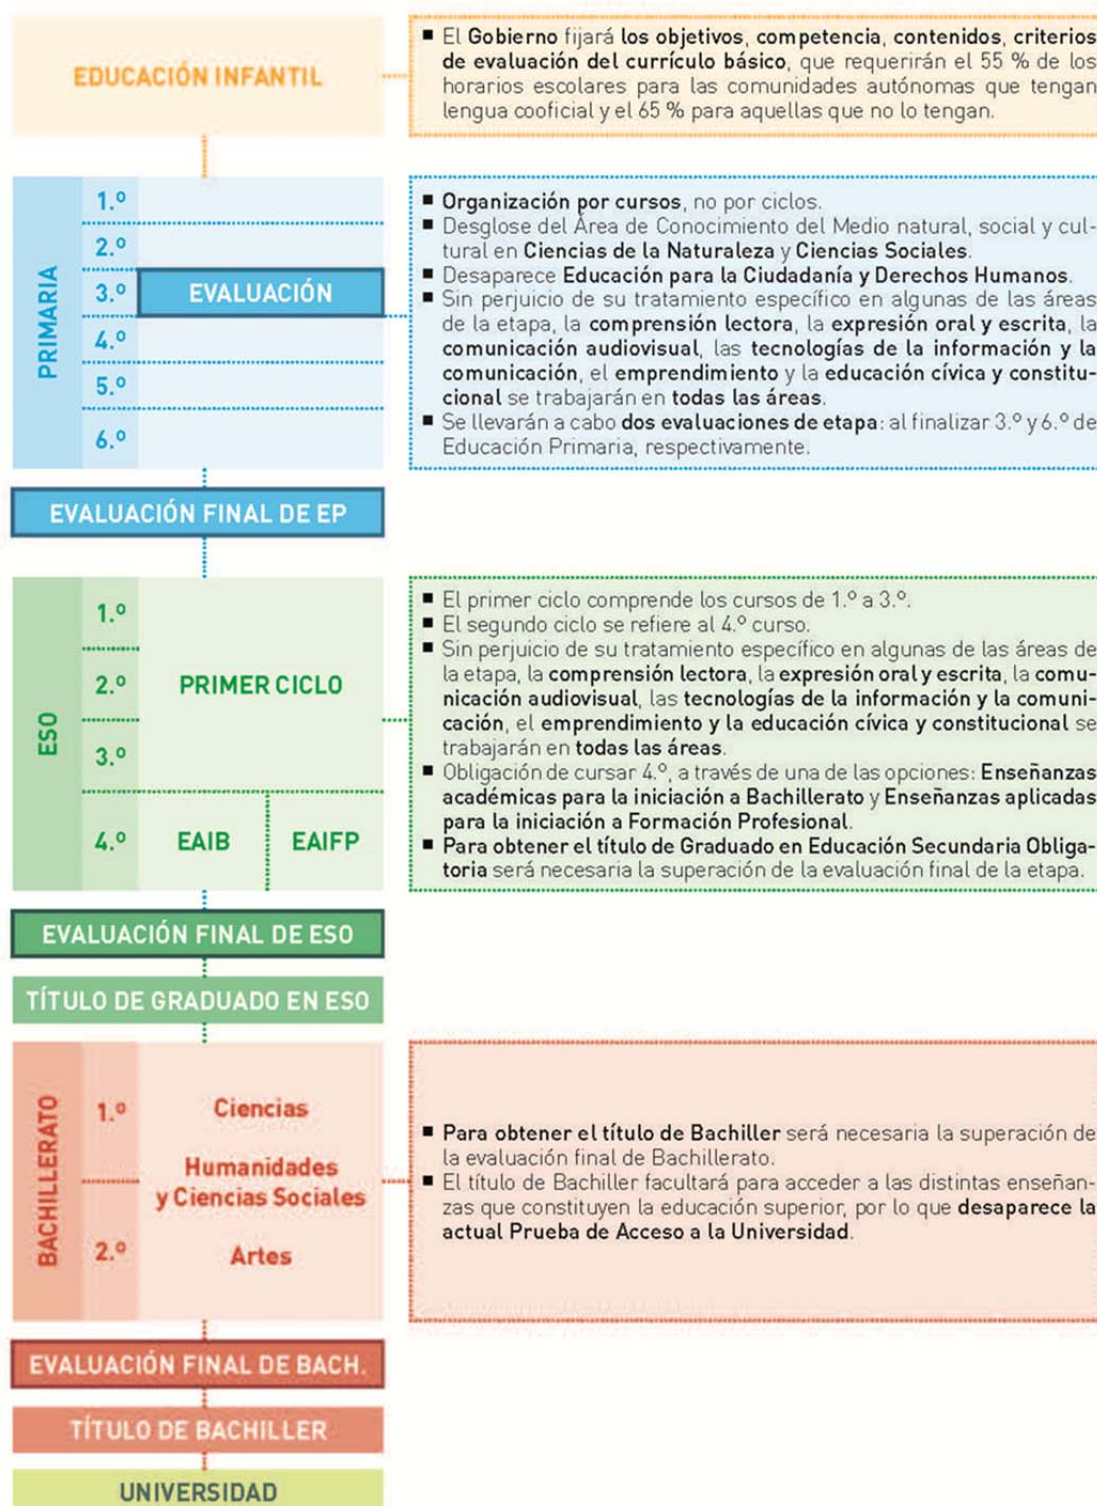 EDUCACIÓN INFANTIL
■ El Gobierno fijará los objetivos, competencia, contenidos, criterios
de evaluación del currículo básico, que requerirán el 55 % de los
horarios escolares para las comunidades autónomas que tengan
lengua cooficial y el 65 % para aquellas que no lo tengan.
PRIMARIA
1.º
2.º
3.º
EVALUACIÓN
4.º
5.º
6.º
■ Organización por cursos, no por ciclos.
■ Desglose del Área de Conocimiento del Medio natural, social y cul-
tural en Ciencias de la Naturaleza y Ciencias Sociales.
■ Desaparece Educación para la Ciudadanía y Derechos Humanos.
■ Sin perjuicio de su tratamiento específico en algunas de las áreas
de la etapa, la comprensión lectora, la expresión oral y escrita, la
comunicación audiovisual, las tecnologías de la información y la
comunicación, el emprendimiento y la educación cívica y constitu-
cional se trabajarán en todas las áreas.
■ Se llevarán a cabo dos evaluaciones de etapa: al finalizar 3.º y 6.º de
Educación Primaria, respectivamente.
EVALUACIÓN FINAL DE EP
ESO
1.º
2.º
3.º
PRIMER CICLO
4.º
EAIB
EAIFP
■ El primer ciclo comprende los cursos de 1.º a 3.º.
■ El segundo ciclo se refiere al 4.º curso.
■ Sin perjuicio de su tratamiento específico en algunas de las áreas de
la etapa, la comprensión lectora, la expresión oral y escrita, la comu-
nicación audiovisual, las tecnologías de la información y la comuni-
cación, el emprendimiento y la educación cívica y constitucional se
trabajarán en todas las áreas.
■ Obligación de cursar 4.º, a través de una de las opciones: Enseñanzas
académicas para la iniciación a Bachillerato y Enseñanzas aplicadas
para la iniciación a Formación Profesional.
■ Para obtener el título de Graduado en Educación Secundaria Obliga-
toria será necesaria la superación de la evaluación final de la etapa.
EVALUACIÓN FINAL DE ESO
TÍTULO DE GRADUADO EN ESO
BACHILLERATO
1.º
2.º
Ciencias
Humanidades
y Ciencias Sociales
Artes
■ Para obtener el título de Bachiller será necesaria la superación de
la evaluación final de Bachillerato.
■ El título de Bachiller facultará para acceder a las distintas enseñan-
zas que constituyen la educación superior, por lo que desaparece la
actual Prueba de Acceso a la Universidad.
EVALUACIÓN FINAL DE BACH.
TÍTULO DE BACHILLER
UNIVERSIDAD